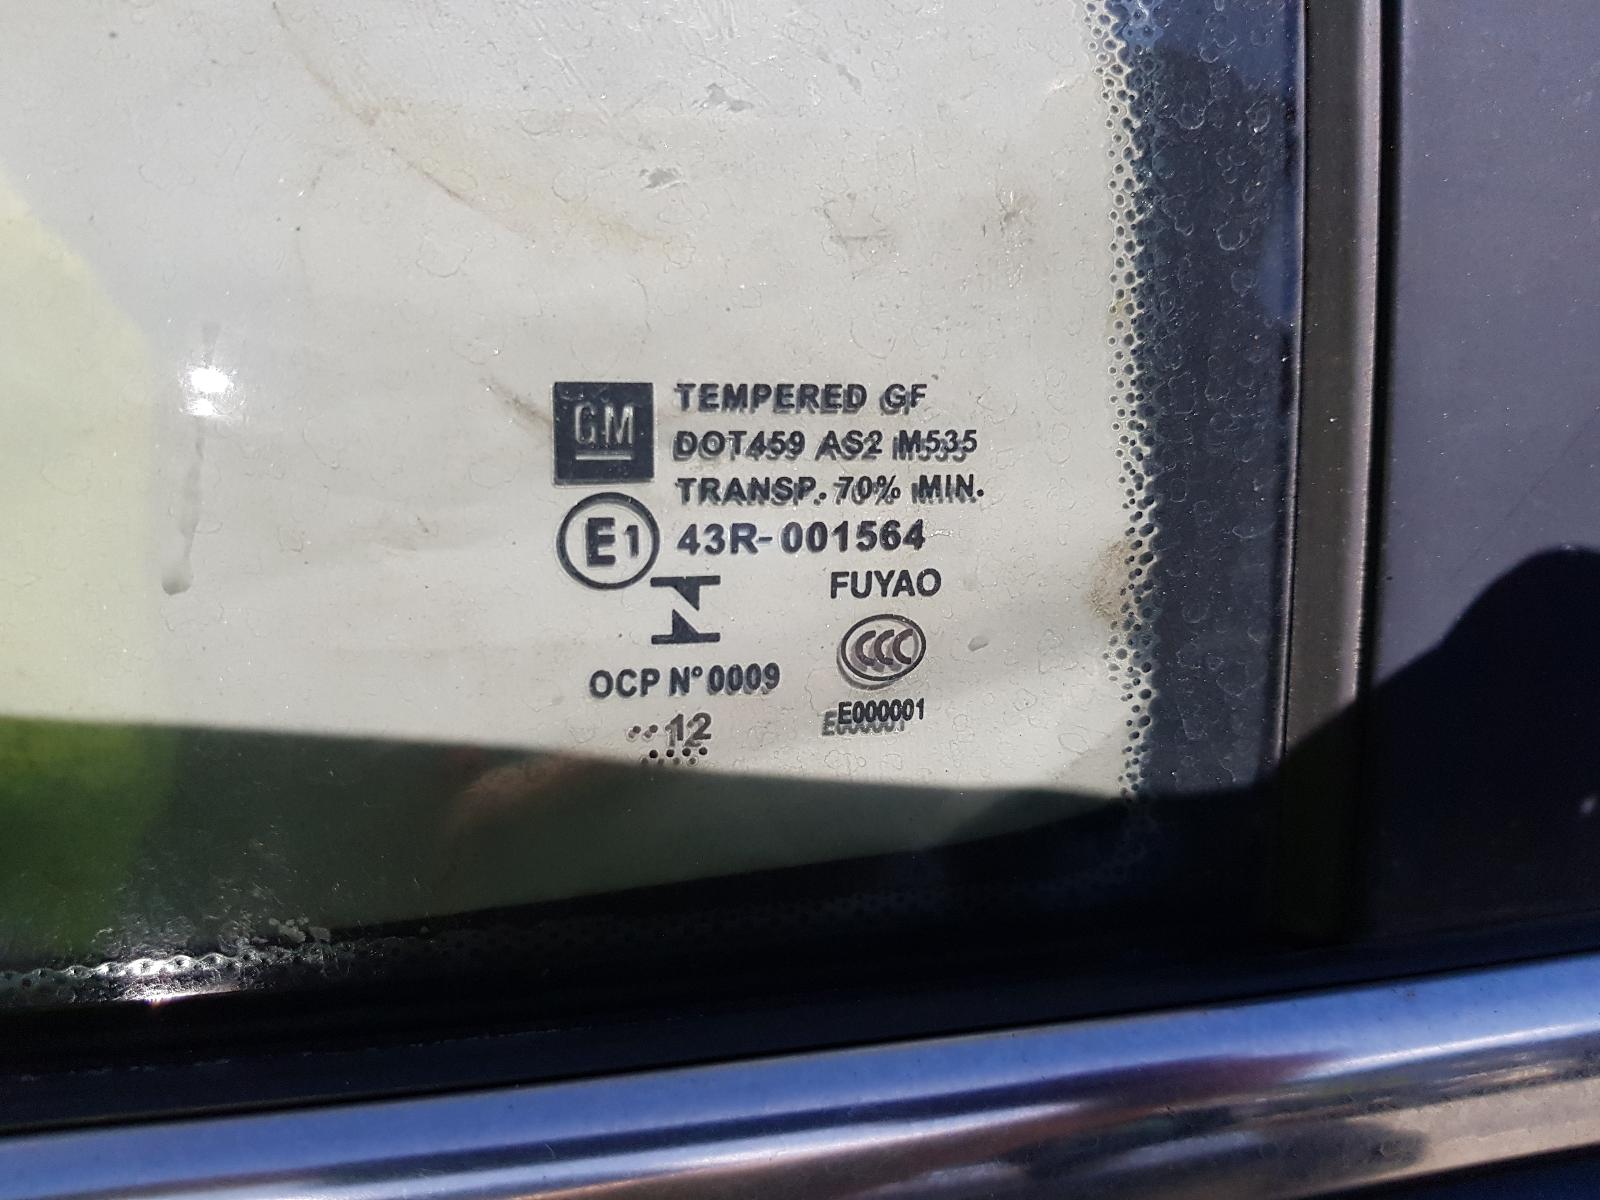 GM
TEMPERED GF
DOT459 AS2 M535
TRANSP. 70% MIN.
E1 43R-001564
FUYAO
CCC
OCP N° 0009
E000001
.. 12
......